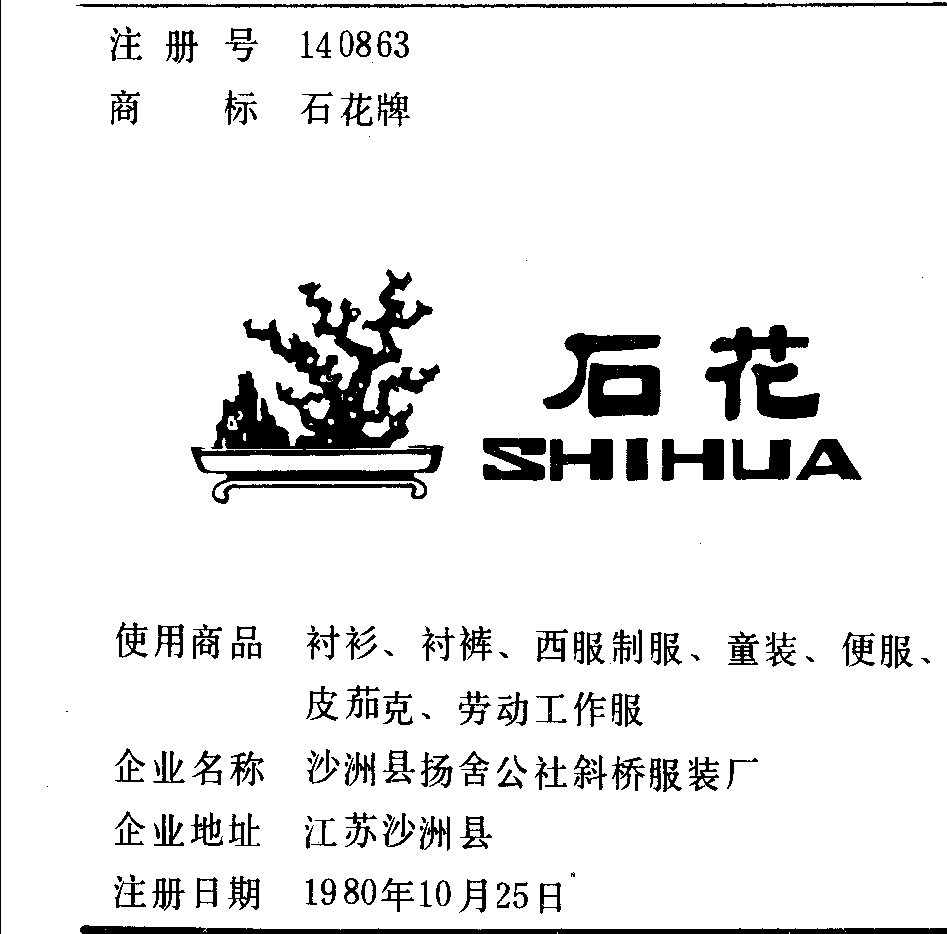 注册号 140863
商标 石花牌
石花
SHIHUA
使用商品 衬衫、衬裤、西服制服、童装、便服、
皮茄克、劳动工作服
企业名称 沙洲县扬舍公社斜桥服装厂
企业地址 江苏沙洲县
注册日期 1980年10月25日